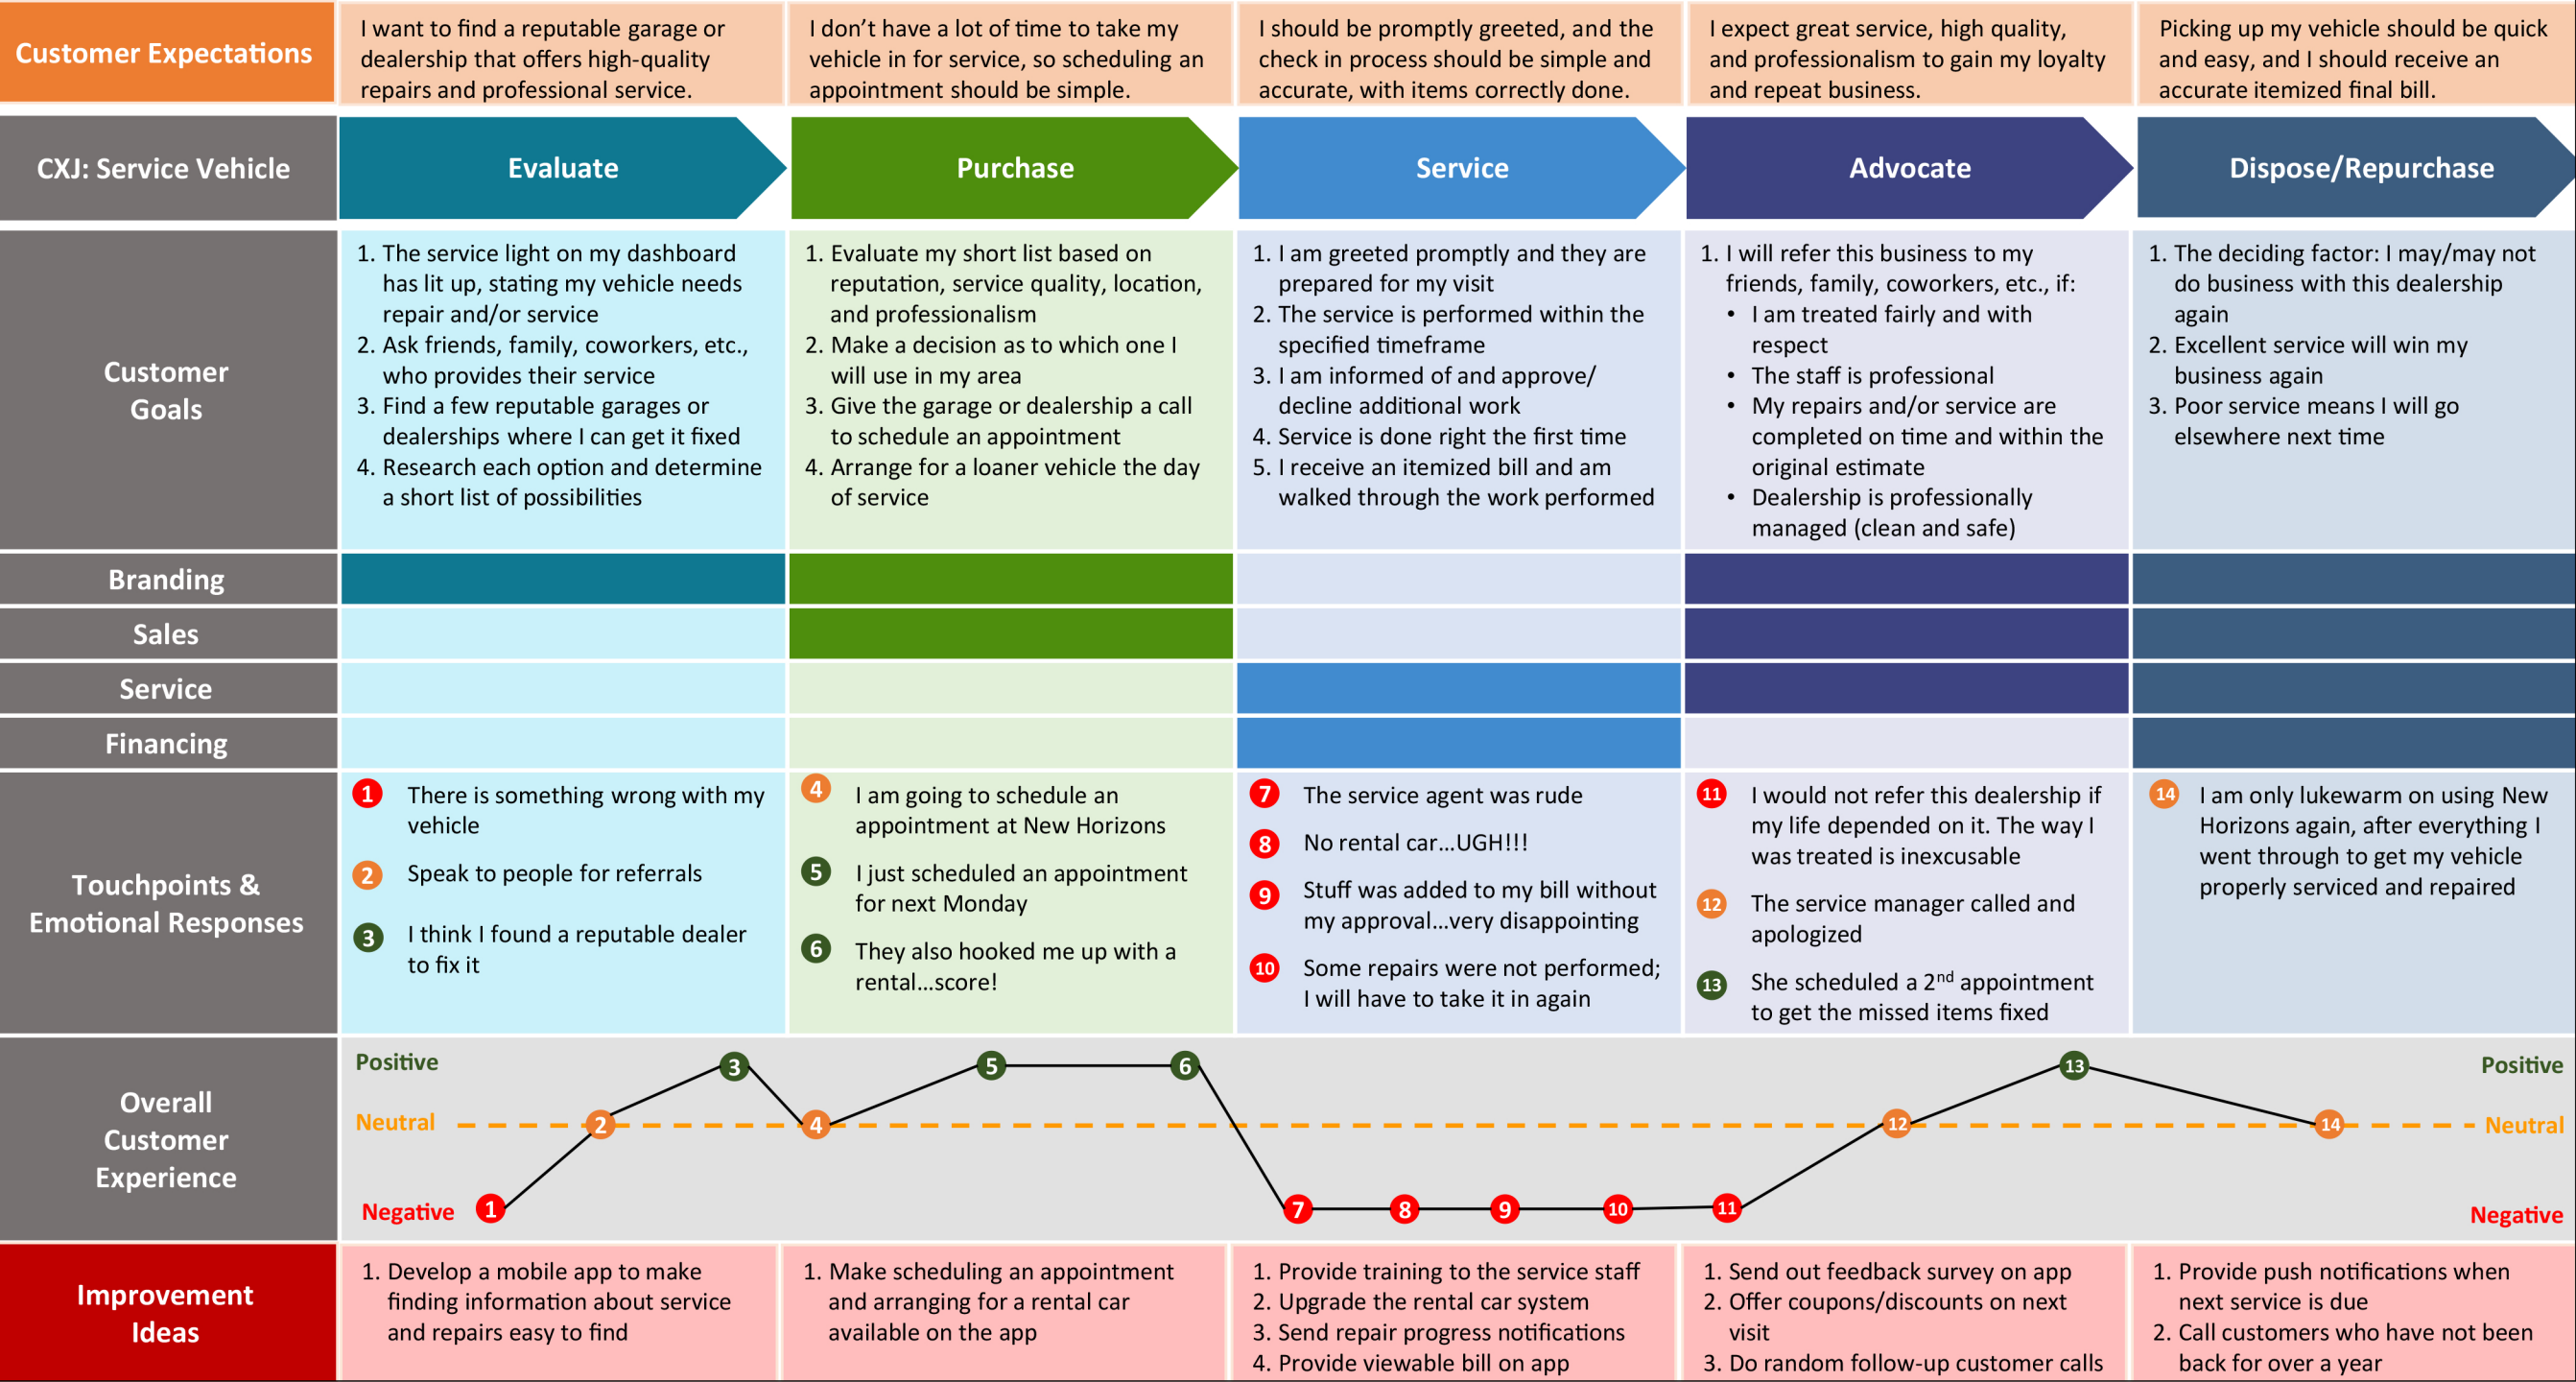 Customer Expectations
I want to find a reputable garage or
dealership that offers high-quality
repairs and professional service.
I don’t have a lot of time to take my
vehicle in for service, so scheduling an
appointment should be simple.
I should be promptly greeted, and the
check in process should be simple and
accurate, with items correctly done.
I expect great service, high quality,
and professionalism to gain my loyalty
and repeat business.
Picking up my vehicle should be quick
and easy, and I should receive an
accurate itemized final bill.
CXJ: Service Vehicle
Evaluate
Purchase
Service
Advocate
Dispose/Repurchase
Customer
Goals
1. The service light on my dashboard
has lit up, stating my vehicle needs
repair and/or service
2. Ask friends, family, coworkers, etc.,
who provides their service
3. Find a few reputable garages or
dealerships where I can get it fixed
4. Research each option and determine
a short list of possibilities
1. Evaluate my short list based on
reputation, service quality, location,
and professionalism
2. Make a decision as to which one I
will use in my area
3. Give the garage or dealership a call
to schedule an appointment
4. Arrange for a loaner vehicle the day
of service
1. I am greeted promptly and they are
prepared for my visit
2. The service is performed within the
specified timeframe
3. I am informed of and approve/
decline additional work
4. Service is done right the first time
5. I receive an itemized bill and am
walked through the work performed
1. I will refer this business to my
friends, family, coworkers, etc., if:
• I am treated fairly and with
respect
• The staff is professional
• My repairs and/or service are
completed on time and within the
original estimate
• Dealership is professionally
managed (clean and safe)
1. The deciding factor: I may/may not
do business with this dealership
again
2. Excellent service will win my
business again
3. Poor service means I will go
elsewhere next time
Branding
Sales
Service
Financing
Touchpoints &
Emotional Responses
1 There is something wrong with my
vehicle
2 Speak to people for referrals
3 I think I found a reputable dealer
to fix it
4 I am going to schedule an
appointment at New Horizons
5 I just scheduled an appointment
for next Monday
6 They also hooked me up with a
rental…score!
7 The service agent was rude
8 No rental car…UGH!!!
9 Stuff was added to my bill without
my approval…very disappointing
10 Some repairs were not performed;
I will have to take it in again
11 I would not refer this dealership if
my life depended on it. The way I
was treated is inexcusable
12 The service manager called and
apologized
13 She scheduled a 2nd appointment
to get the missed items fixed
14 I am only lukewarm on using New
Horizons again, after everything I
went through to get my vehicle
properly serviced and repaired
Overall
Customer
Experience
Positive
3
5
6
13
Positive
Neutral
2
4
12
14
Neutral
Negative
1
7
8
9
10
11
Negative
Improvement
Ideas
1. Develop a mobile app to make
finding information about service
and repairs easy to find
1. Make scheduling an appointment
and arranging for a rental car
available on the app
1. Provide training to the service staff
2. Upgrade the rental car system
3. Send repair progress notifications
4. Provide viewable bill on app
1. Send out feedback survey on app
2. Offer coupons/discounts on next
visit
3. Do random follow-up customer calls
1. Provide push notifications when
next service is due
2. Call customers who have not been
back for over a year